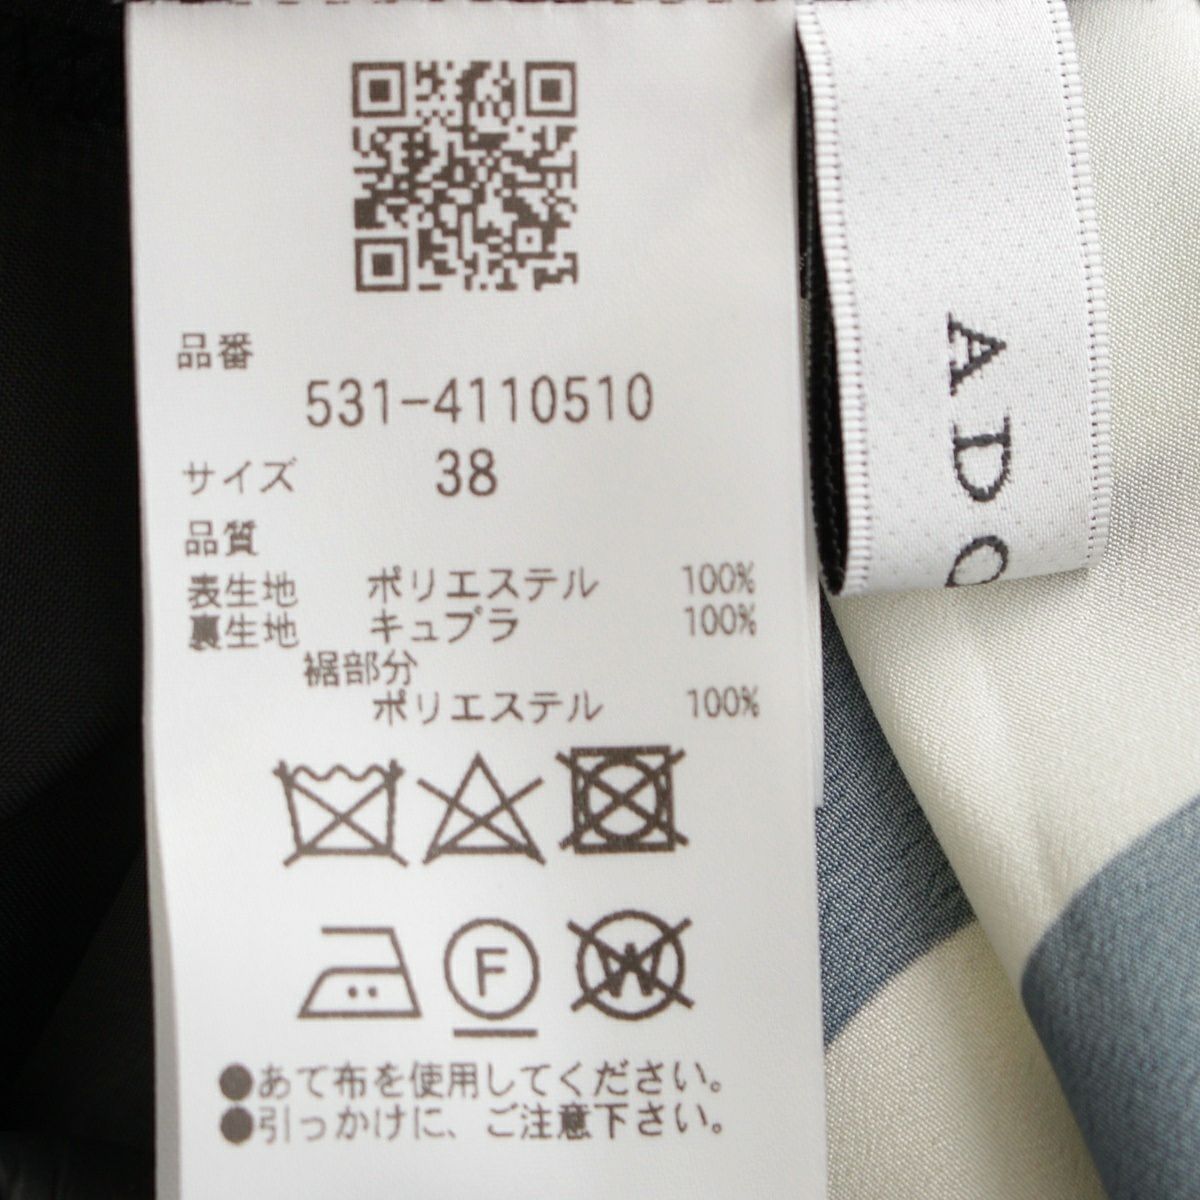 品番
531-4110510
サイズ 38
品質
表生地 ポリエステル 100%
裏生地 キュプラ 100%
裾部分
ポリエステル 100%
F
W
●あて布を使用してください。
●引っかけに、ご注意下さい。
ADO